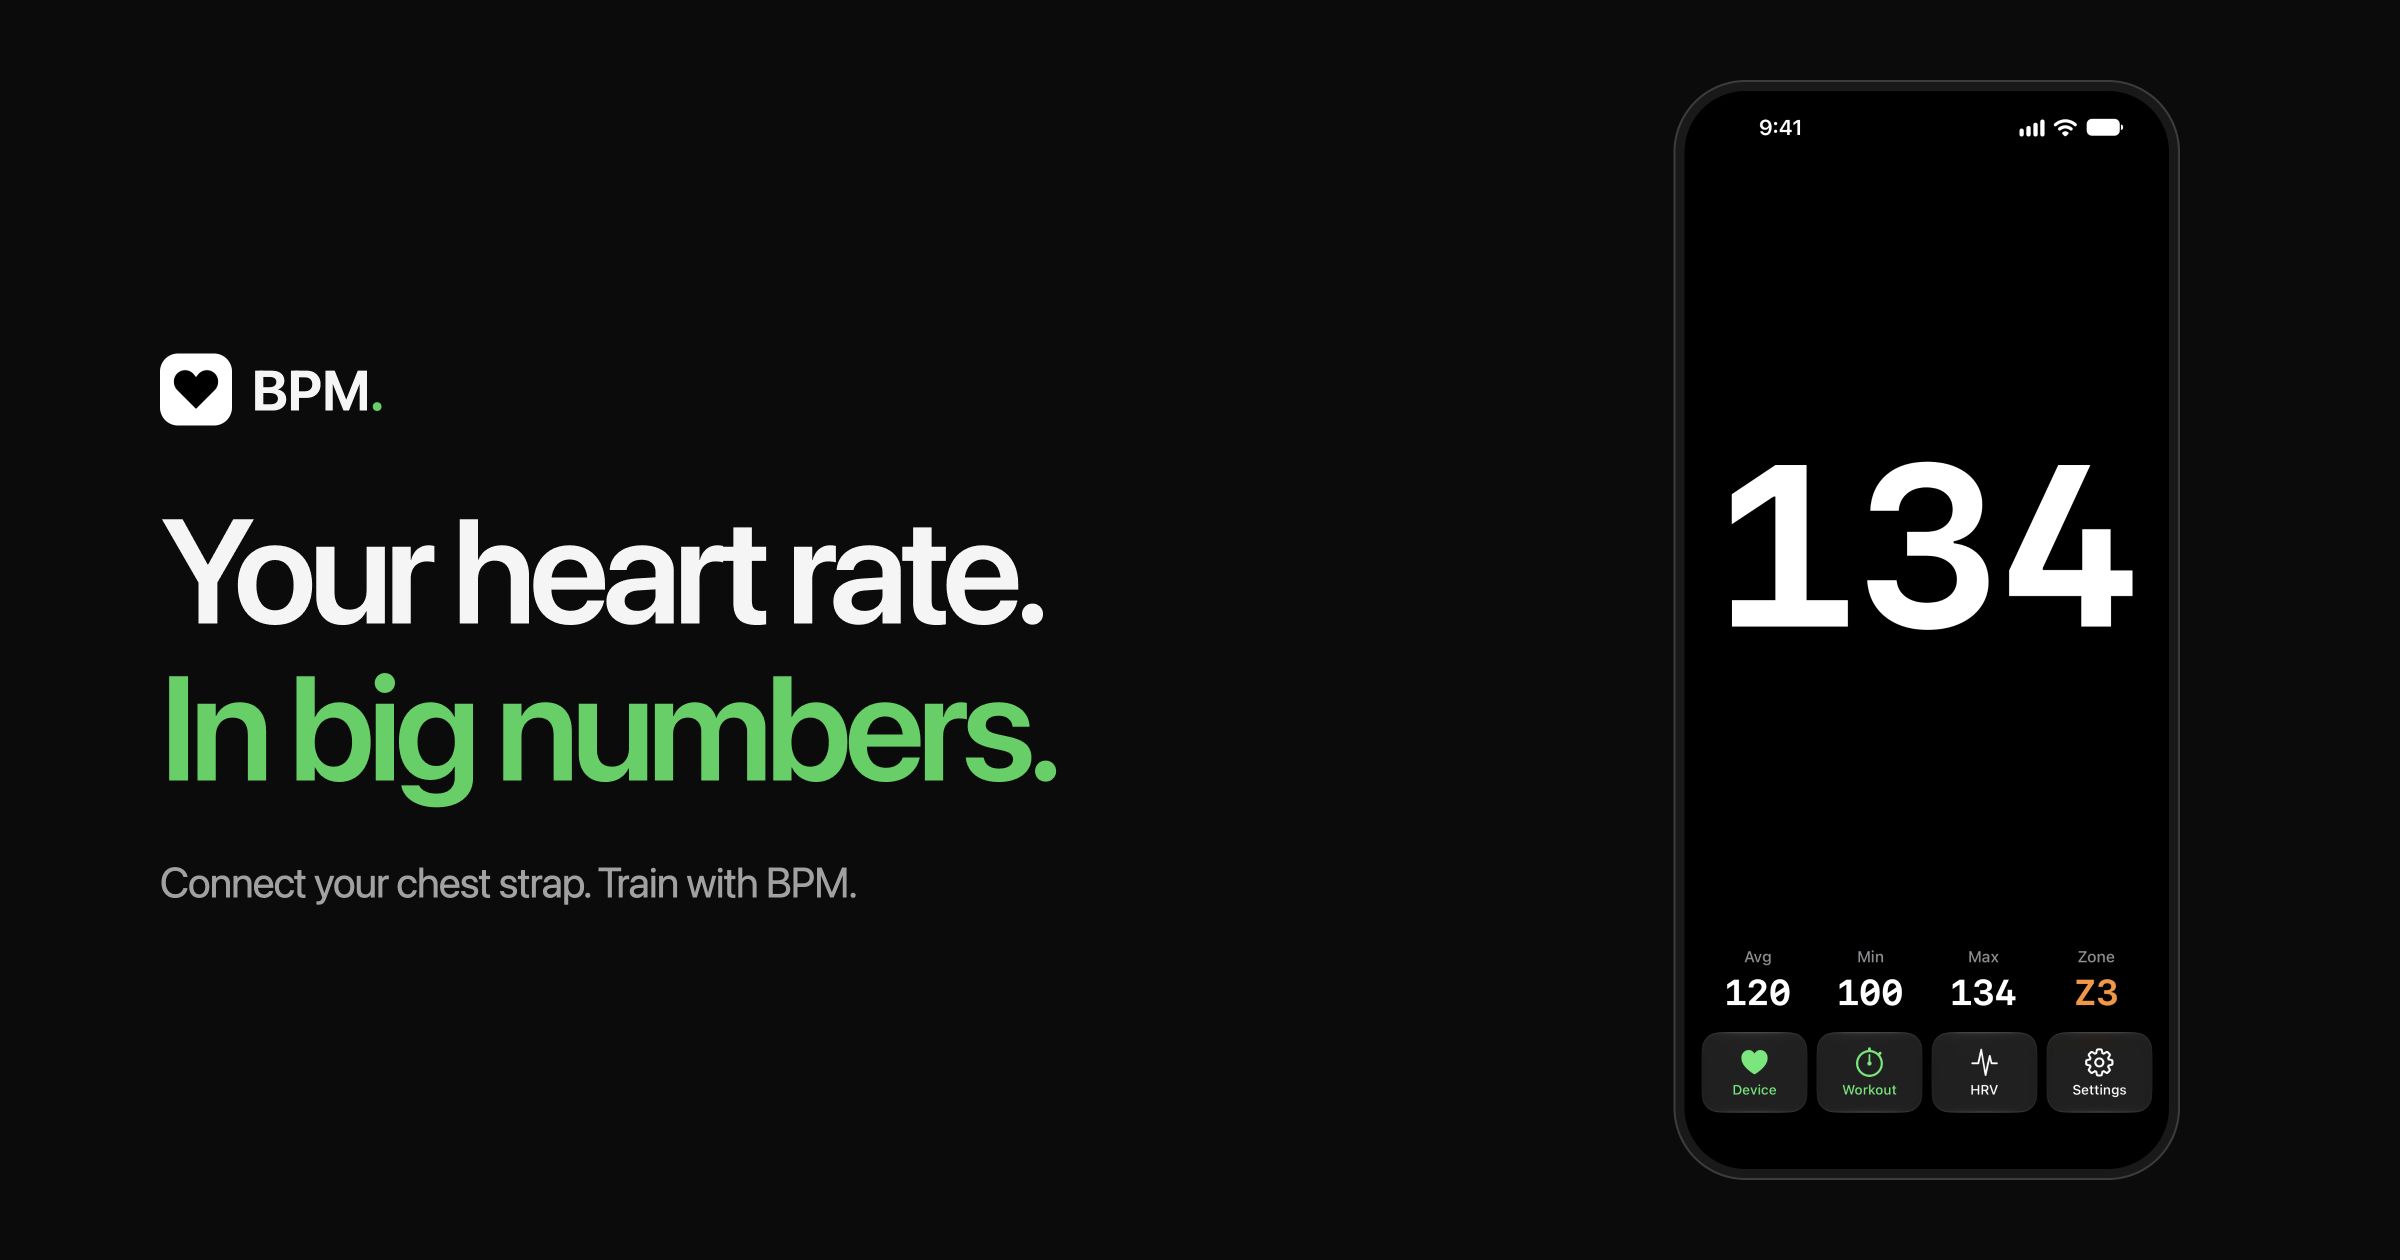 BPM.
Your heart rate.
In big numbers.
Connect your chest strap. Train with BPM.
9:41
134
Avg Min Max Zone
120 100 134 Z3
Device Workout HRV Settings